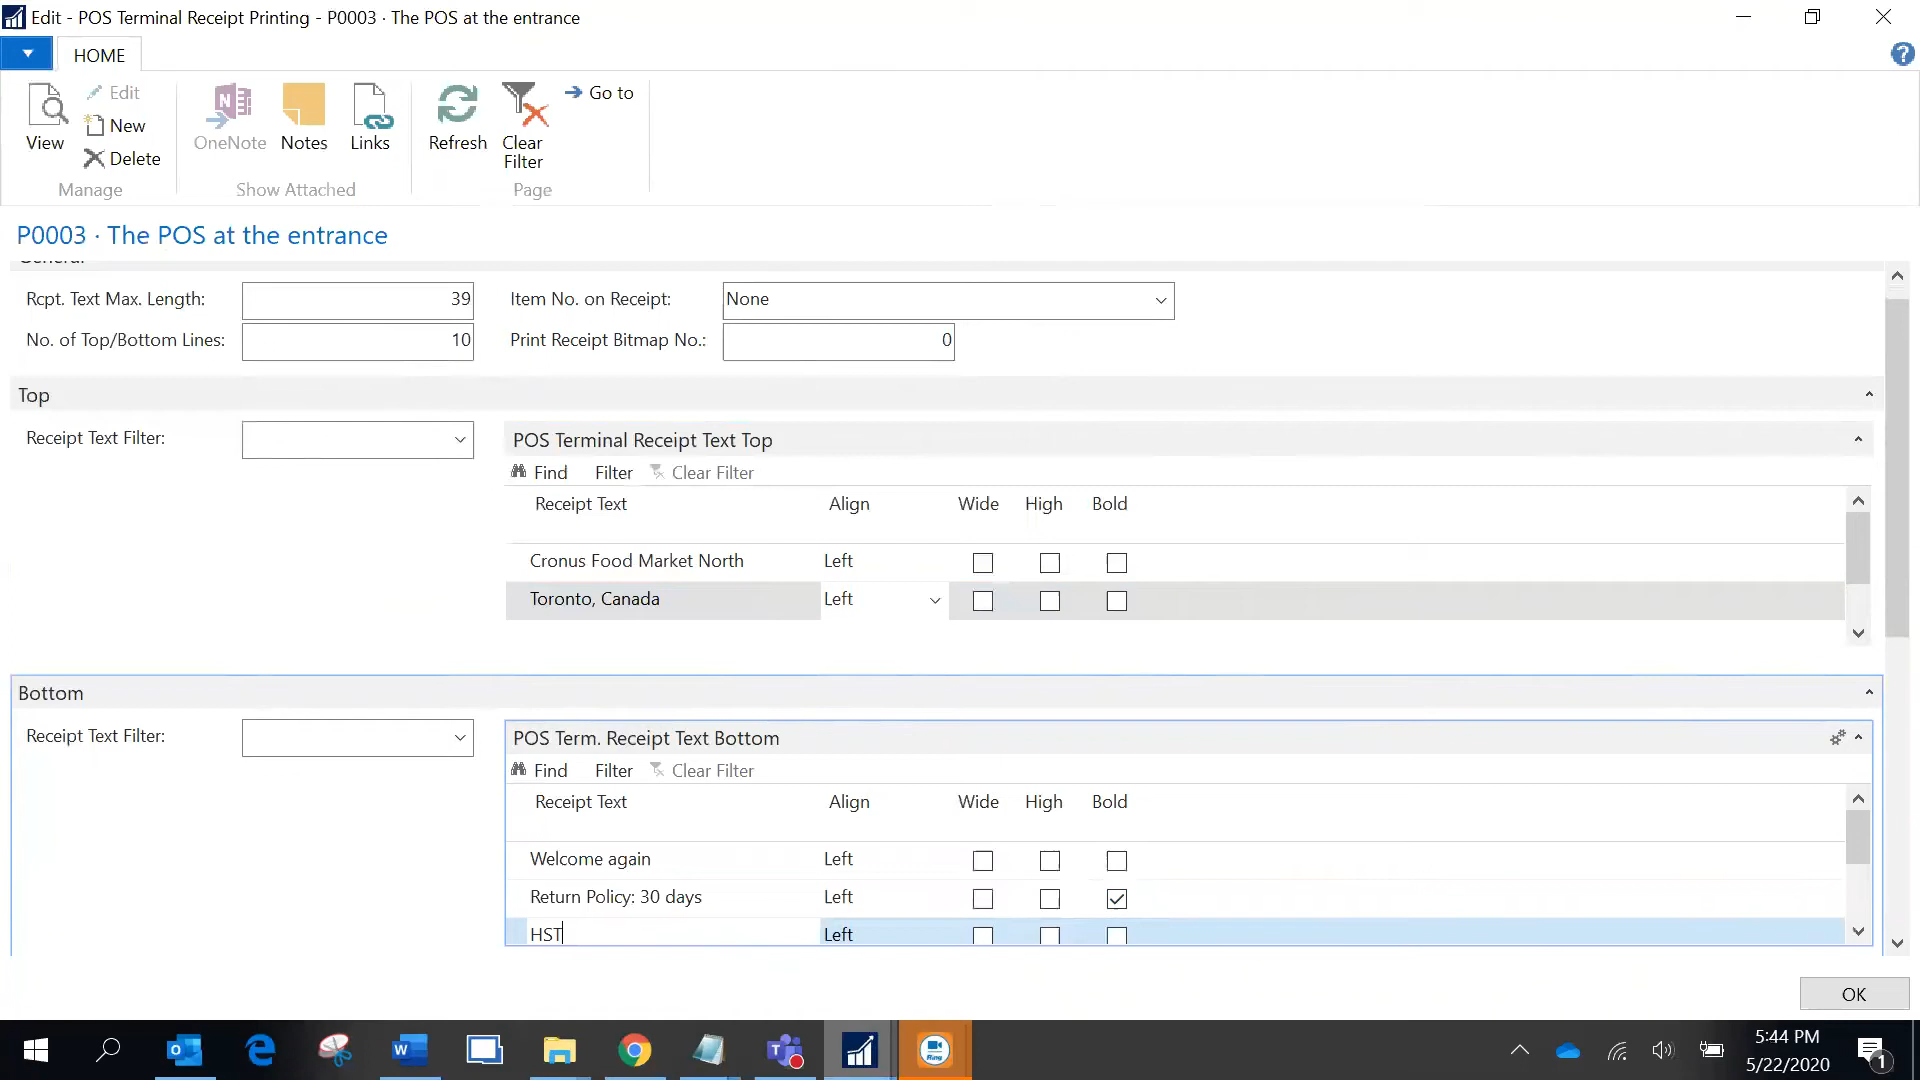 Edit - POS Terminal Receipt Printing - P0003 · The POS at the entrance
HOME
View
Edit
New
Delete
Manage
OneNote
Notes
Links
Show Attached
Refresh
Clear Filter
Go to
Page
P0003 · The POS at the entrance
General
Rcpt. Text Max. Length: 39 Item No. on Receipt: None
No. of Top/Bottom Lines: 10 Print Receipt Bitmap No.: 0
Top
Receipt Text Filter:
POS Terminal Receipt Text Top
Find Filter Clear Filter
Receipt Text Align Wide High Bold
Cronus Food Market North Left
Toronto, Canada Left
Bottom
Receipt Text Filter:
POS Term. Receipt Text Bottom
Find Filter Clear Filter
Receipt Text Align Wide High Bold
Welcome again Left
Return Policy: 30 days Left
HST Left
OK
5:44 PM
5/22/2020
1